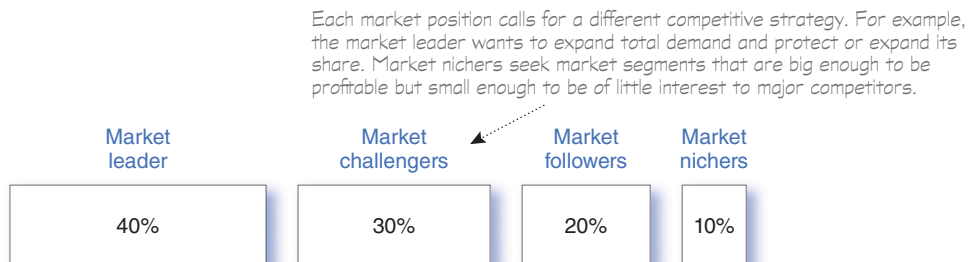 Each market position calls for a different competitive strategy. For example,
the market leader wants to expand total demand and protect or expand its
share. Market nichers seek market segments that are big enough to be
profitable but small enough to be of little interest to major competitors.
Market
leader
Market
challengers
Market
followers
Market
nichers
40%
30%
20%
10%